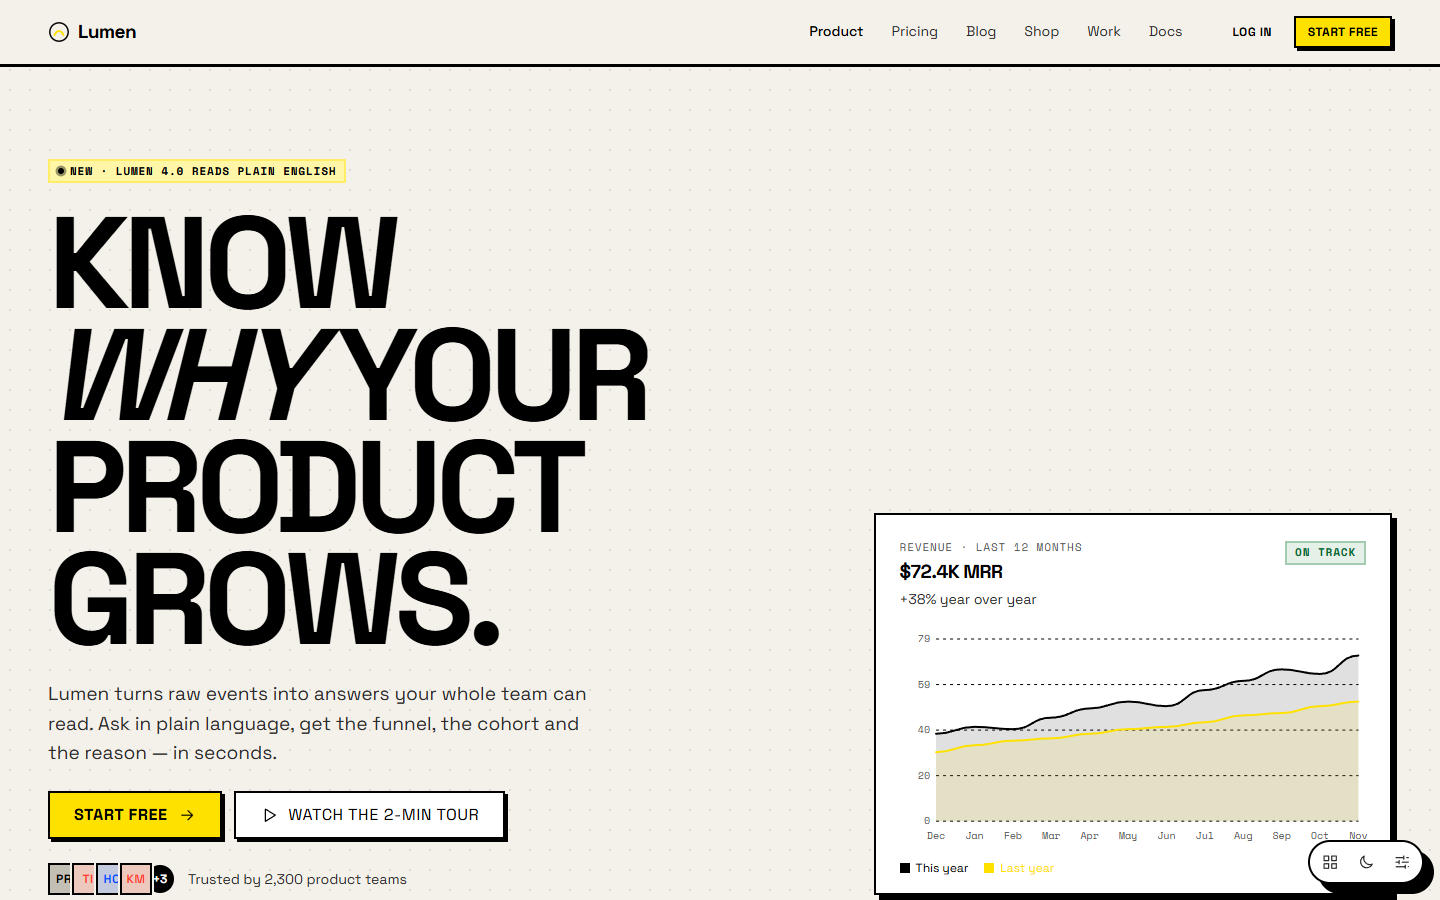 Lumen
Product Pricing Blog Shop Work Docs LOG IN START FREE
NEW · LUMEN 4.0 READS PLAIN ENGLISH
KNOW
WHY YOUR
PRODUCT
GROWS.
Lumen turns raw events into answers your whole team can
read. Ask in plain language, get the funnel, the cohort and
the reason — in seconds.
START FREE
WATCH THE 2-MIN TOUR
PR TI HO KM +3
Trusted by 2,300 product teams
REVENUE · LAST 12 MONTHS
ON TRACK
$72.4K MRR
+38% year over year
79
59
40
20
0
Dec Jan Feb Mar Apr May Jun Jul Aug Sep Oct Nov
This year Last year